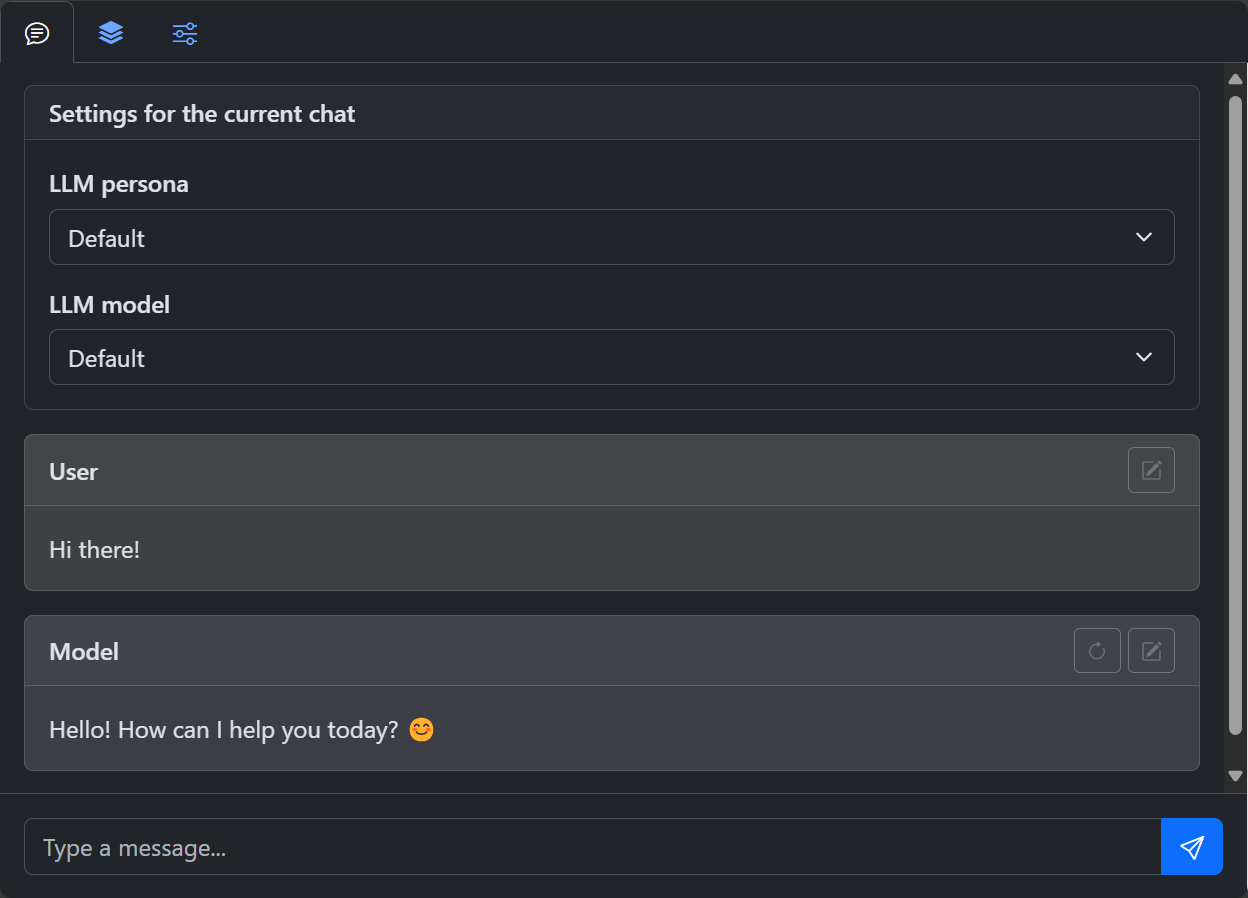 Settings for the current chat
LLM persona
Default
LLM model
Default
User
Hi there!
Model
Hello! How can I help you today? 😊
Type a message...